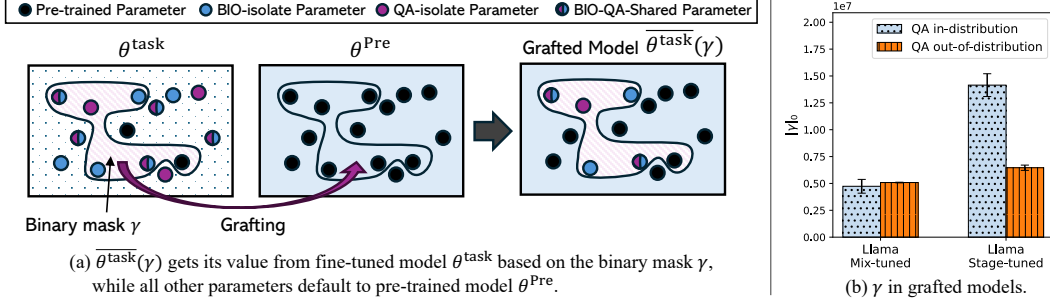 Pre-trained Parameter BIO-isolate Parameter QA-isolate Parameter BIO-QA-Shared Parameter
θ^task θ^Pre Grafted Model \overline{θ^task}(γ)
Binary mask γ Grafting
(a) \overline{θ^task}(γ) gets its value from fine-tuned model θ^task based on the binary mask γ,
while all other parameters default to pre-trained model θ^Pre.
1e7
QA in-distribution
QA out-of-distribution
2.00
1.75
1.50
1.25
1.00
0.75
0.50
0.25
0.00
|γ|₀
Llama Llama
Mix-tuned Stage-tuned
(b) γ in grafted models.